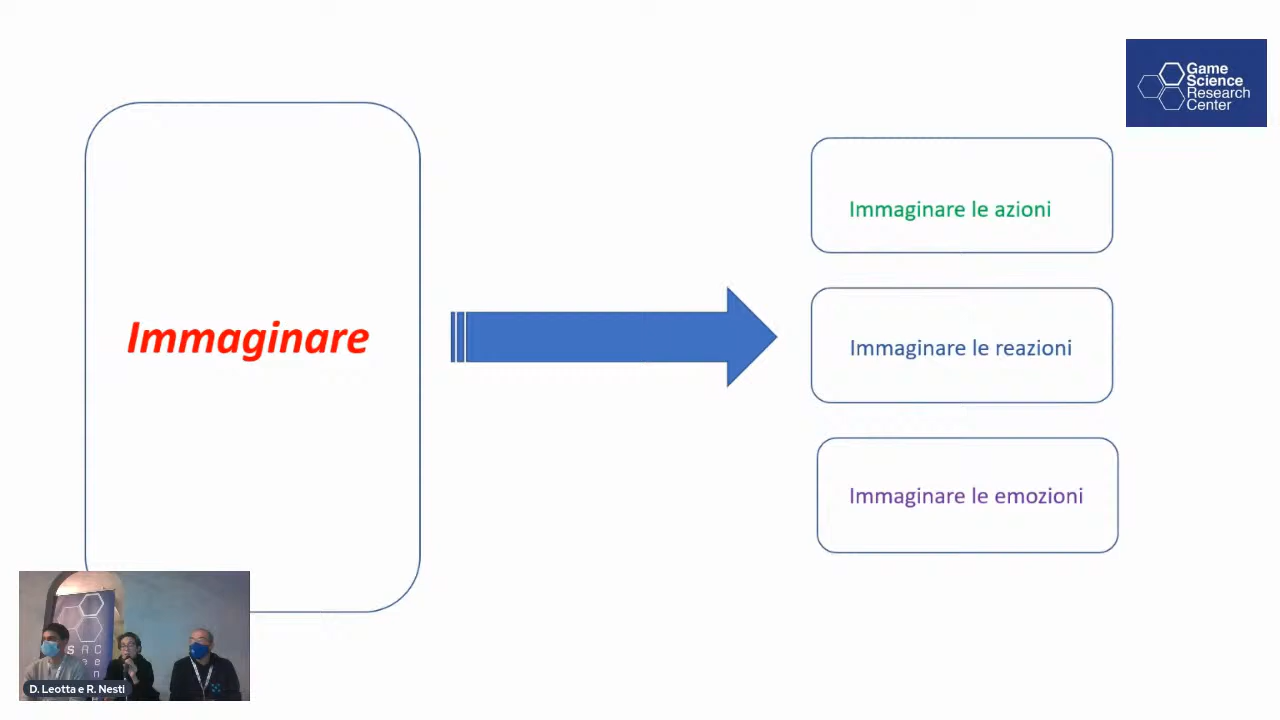 Game
Science
Research
Center
Immaginare le azioni
Immaginare
Immaginare le reazioni
Immaginare le emozioni
D. Leotta e R. Nesti